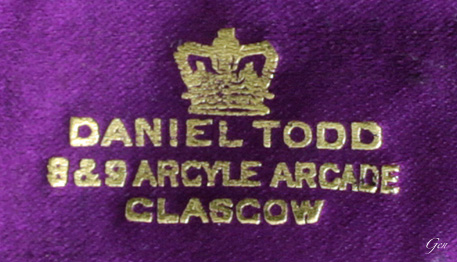 DANIEL TODD
8 & 9 ARGYLE ARCADE
GLASGOW
Gen